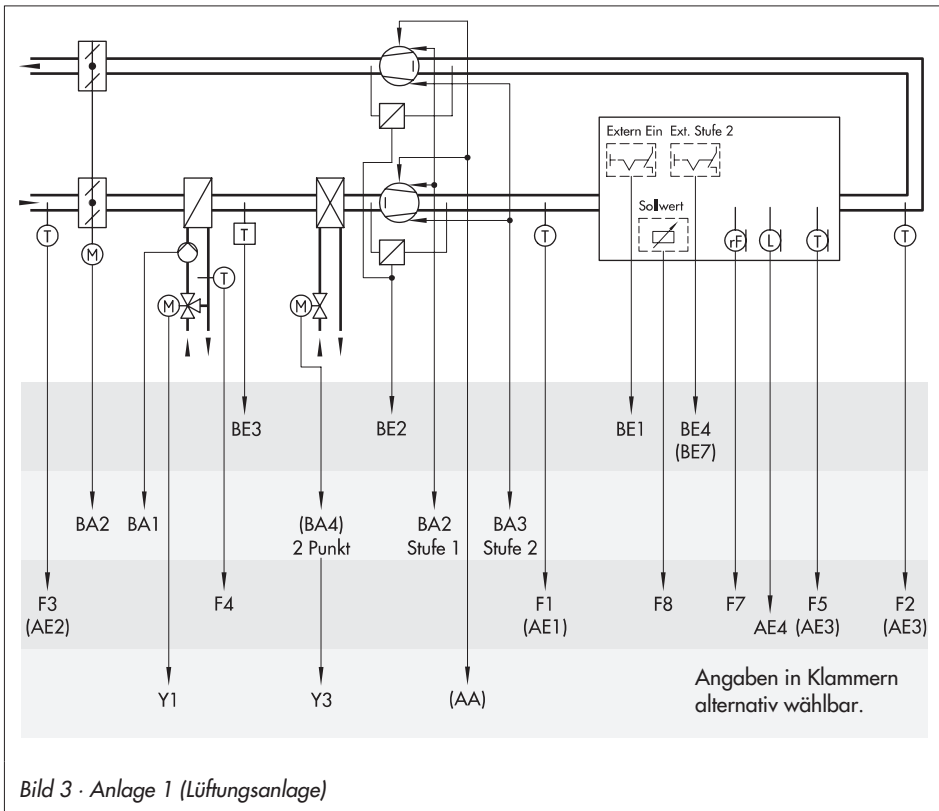 Extern Ein Ext. Stufe 2
Sollwert
rF L T
T T T
M T
M T M
BE3 BE2 BE1 BE4
(BE7)
BA2 BA1 (BA4) BA2 BA3
2 Punkt Stufe 1 Stufe 2
F3 F4 F1 F8 F7 AE4 F5 F2
(AE2) (AE1) (AE3) (AE3)
Y1 Y3 (AA)
Angaben in Klammern
alternativ wählbar.
Bild 3 · Anlage 1 (Lüftungsanlage)